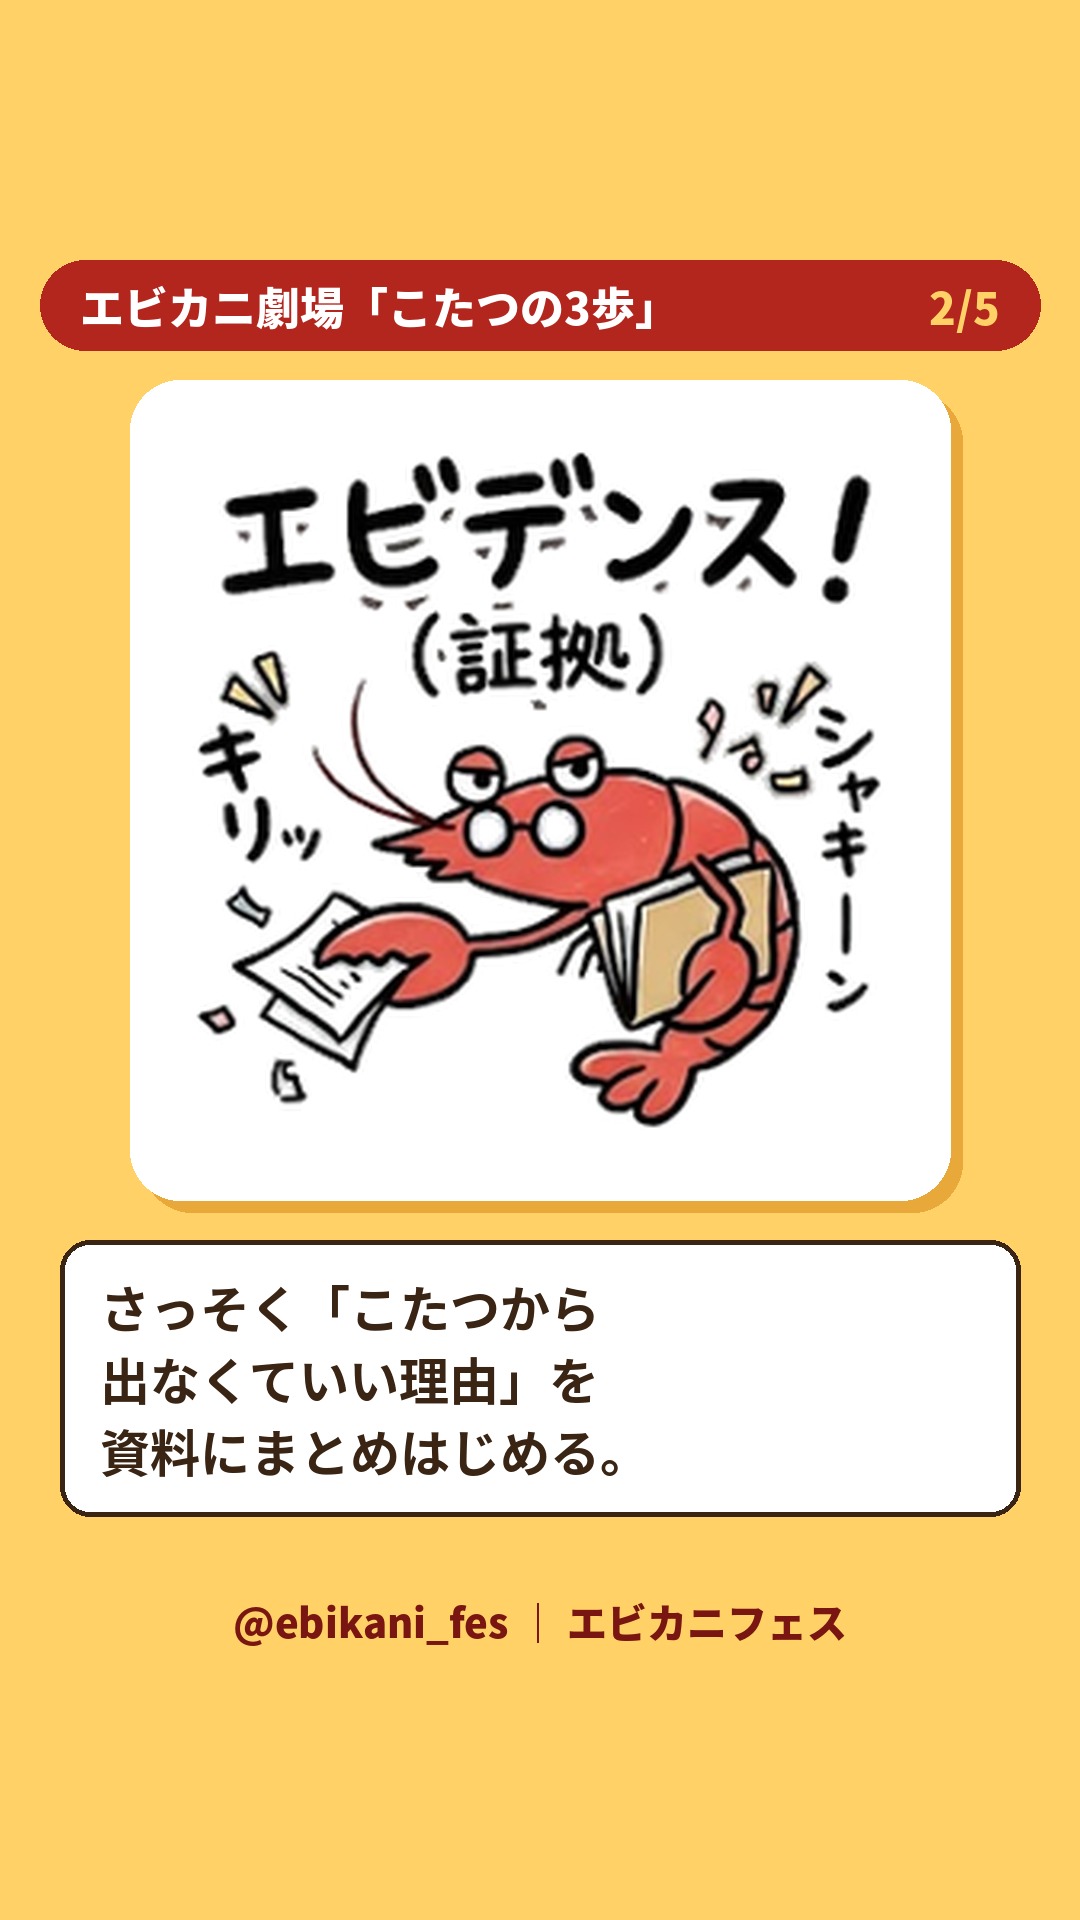 エビカニ劇場「こたつの3歩」 2/5
エビデンス!
(証拠)
キリッ
シャキーン
さっそく「こたつから
出なくていい理由」を
資料にまとめはじめる。
@ebikani_fes｜エビカニフェス